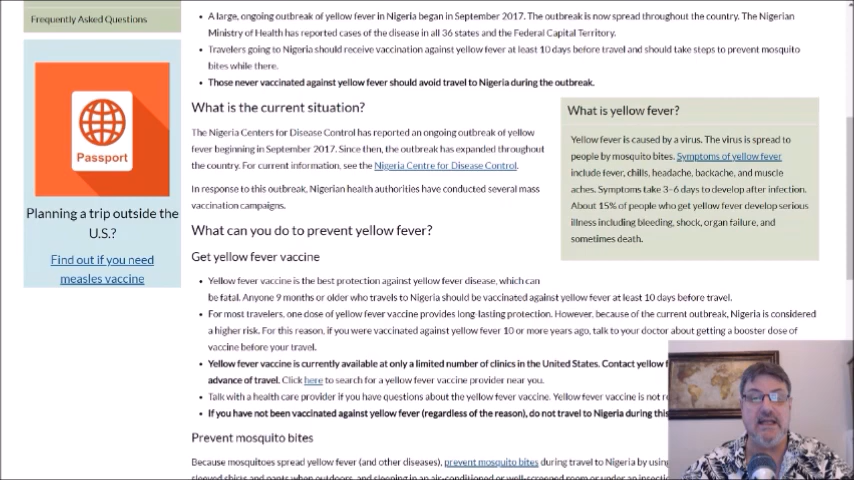 Frequently Asked Questions
Passport
Planning a trip outside the
U.S.?
Find out if you need
measles vaccine
A large, ongoing outbreak of yellow fever in Nigeria began in September 2017. The outbreak is now spread throughout the country. The Nigerian
Ministry of Health has reported cases of the disease in all 36 states and the Federal Capital Territory.
Travelers going to Nigeria should receive vaccination against yellow fever at least 10 days before travel and should take steps to prevent mosquito
bites while there.
Those never vaccinated against yellow fever should avoid travel to Nigeria during the outbreak.
What is the current situation?
The Nigeria Centers for Disease Control has reported an ongoing outbreak of yellow
fever beginning in September 2017. Since then, the outbreak has expanded throughout
the country. For current information, see the Nigeria Centre for Disease Control.
In response to this outbreak, Nigerian health authorities have conducted several mass
vaccination campaigns.
What is yellow fever?
Yellow fever is caused by a virus. The virus is spread to
people by mosquito bites. Symptoms of yellow fever
include fever, chills, headache, backache, and muscle
aches. Symptoms take 3–6 days to develop after infection.
About 15% of people who get yellow fever develop serious
illness including bleeding, shock, organ failure, and
sometimes death.
What can you do to prevent yellow fever?
Get yellow fever vaccine
Yellow fever vaccine is the best protection against yellow fever disease, which can
be fatal. Anyone 9 months or older who travels to Nigeria should be vaccinated against yellow fever at least 10 days before travel.
For most travelers, one dose of yellow fever vaccine provides long-lasting protection. However, because of the current outbreak, Nigeria is considered
a higher risk. For this reason, if you were vaccinated against yellow fever 10 or more years ago, talk to your doctor about getting a booster dose of
vaccine before your travel.
Yellow fever vaccine is currently available at only a limited number of clinics in the United States. Contact yellow
advance of travel. Click here to search for a yellow fever vaccine provider near you.
Talk with a health care provider if you have questions about the yellow fever vaccine. Yellow fever vaccine is not
If you have not been vaccinated against yellow fever (regardless of the reason), do not travel to Nigeria during this
Prevent mosquito bites
Because mosquitoes spread yellow fever (and other diseases), prevent mosquito bites during travel to Nigeria by using
sleeved shirts and pants when outdoors, and sleeping in an air-conditioned or well-screened room or under an